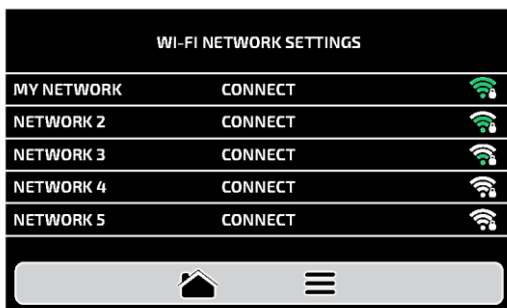 WI-FI NETWORK SETTINGS
MY NETWORK CONNECT
NETWORK 2 CONNECT
NETWORK 3 CONNECT
NETWORK 4 CONNECT
NETWORK 5 CONNECT